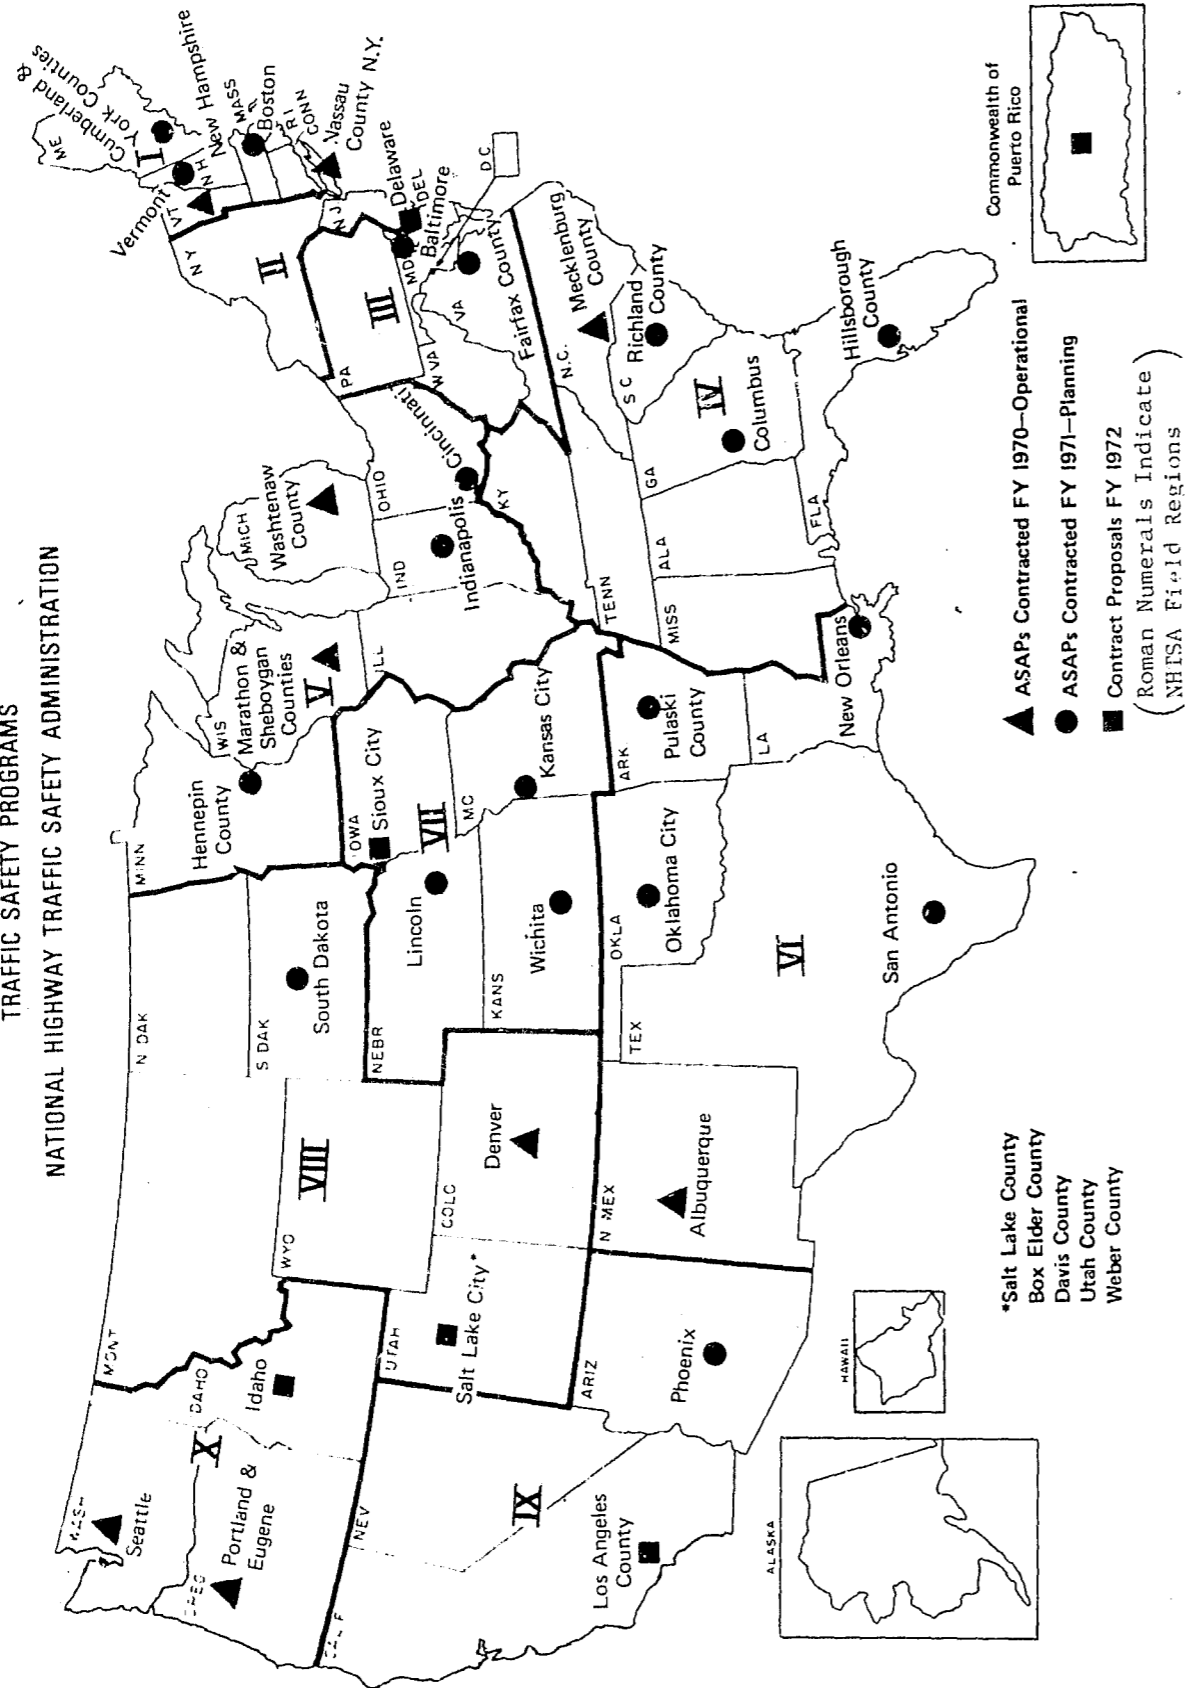 TRAFFIC SAFETY PROGRAMS
NATIONAL HIGHWAY TRAFFIC SAFETY ADMINISTRATION
Seattle
OREG
Portland &
Eugene
X
IDAHO
Idaho
MONT
WYO
VIII
N DAK
S DAK
South Dakota
NEBR
Lincoln
MINN
Hennepin
County
WIS
Marathon &
Sheboygan
Counties
V
MICH
Washtenaw
County
Sioux City
VII
ILL
IND
Indianapolis
OHIO
Cincinnati
NEV
IX
UTAH
Salt Lake City*
COLO
Denver
KANS
Wichita
Kansas City
KY
Los Angeles
County
ARIZ
Phoenix
N MEX
Albuquerque
TEX
VI
San Antonio
OKLA
Oklahoma City
ARK
Pulaski
County
LA
New Orleans
TENN
MISS
ALA
GA
IV
Columbus
FLA
Hillsborough
County
S C
Richland
County
N.C.
Mecklenburg
County
VA
Fairfax County
W VA
PA
III
Baltimore
DEL
Delaware
D C
N J
N Y
II
Nassau
County N.Y.
CONN
R I
Boston
MASS
N H
New Hampshire
VT
Vermont
I
ME
Cumberland &
York Counties
ALASKA
HAWAII
*Salt Lake County
Box Elder County
Davis County
Utah County
Weber County
ASAPs Contracted FY 1970–Operational
ASAPs Contracted FY 1971–Planning
Contract Proposals FY 1972
(Roman Numerals Indicate
NHTSA Field Regions)
Commonwealth of
Puerto Rico